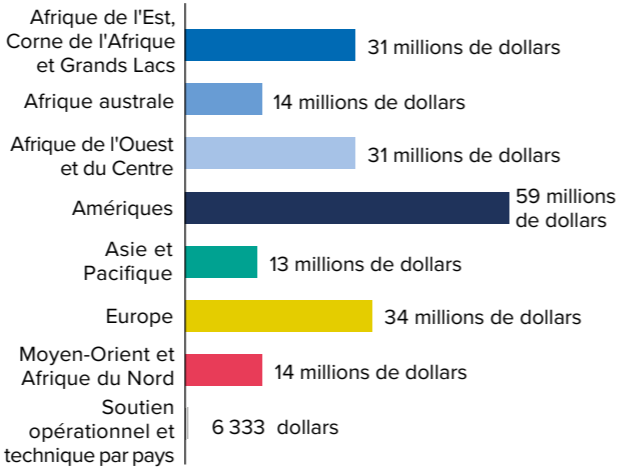 Afrique de l'Est,
Corne de l'Afrique
et Grands Lacs
31 millions de dollars
Afrique australe
14 millions de dollars
Afrique de l'Ouest
et du Centre
31 millions de dollars
Amériques
59 millions
de dollars
Asie et
Pacifique
13 millions de dollars
Europe
34 millions de dollars
Moyen-Orient et
Afrique du Nord
14 millions de dollars
Soutien
opérationnel et
technique par pays
6 333 dollars